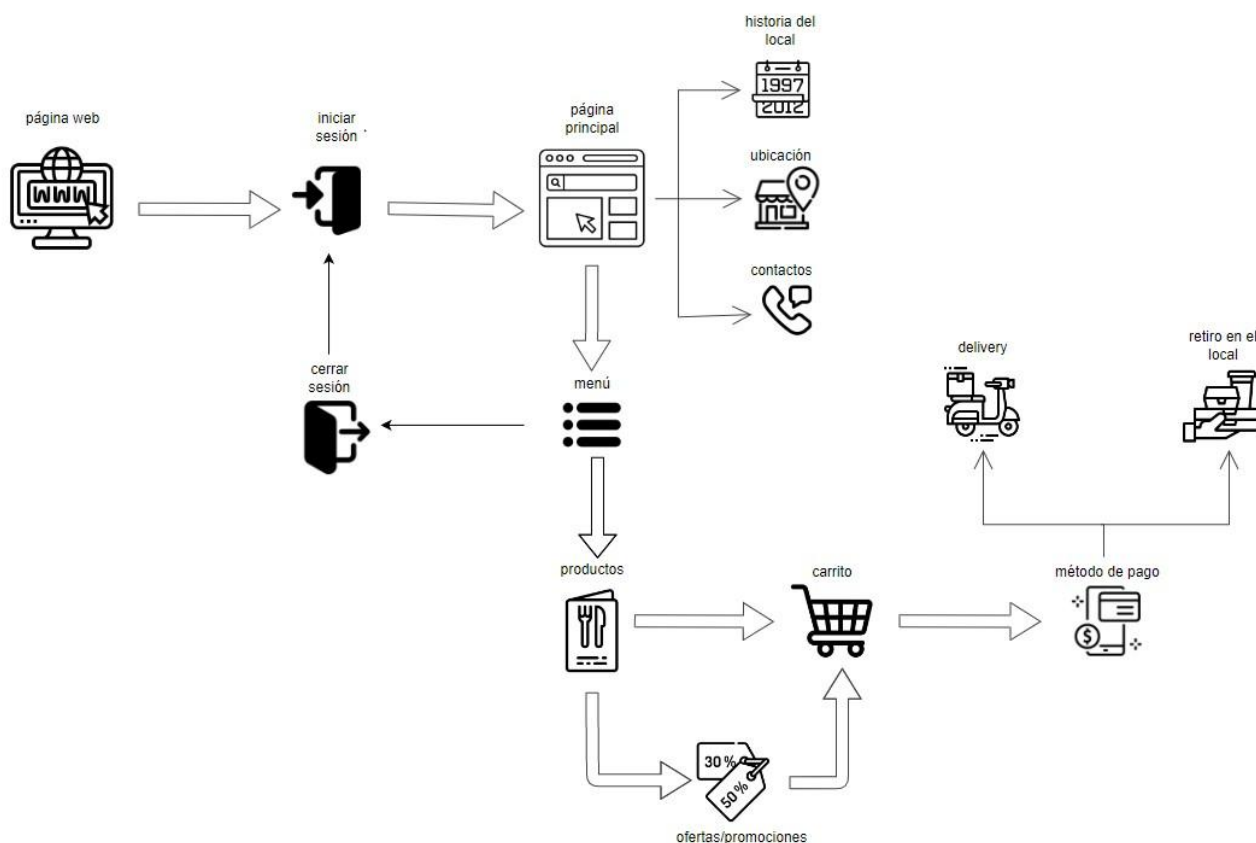 historia del
local
1997
2012
página web
WWW
iniciar
sesión
página
principal
ubicación
contactos
cerrar
sesión
menú
delivery
retiro en el
local
productos
carrito
método de pago
$
30 %
50 %
ofertas/promociones